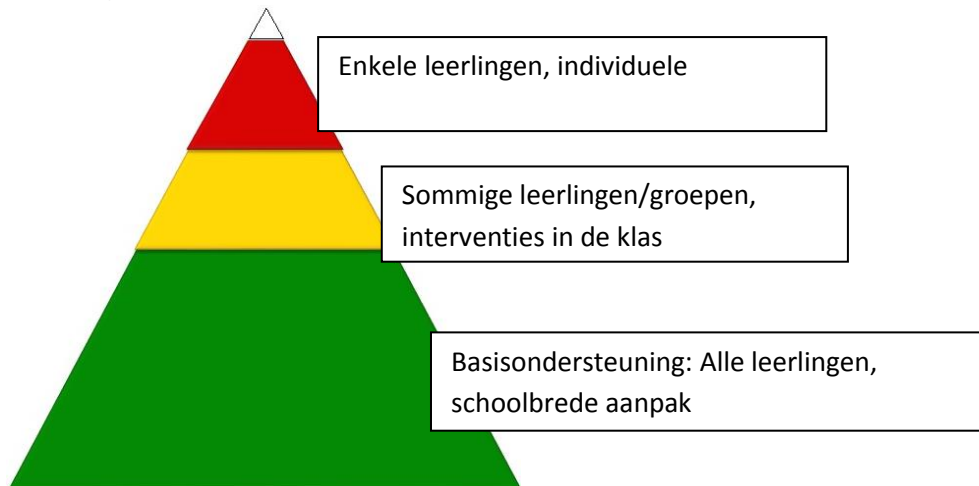 Enkele leerlingen, individuele
Sommige leerlingen/groepen,
interventies in de klas
Basisondersteuning: Alle leerlingen,
schoolbrede aanpak